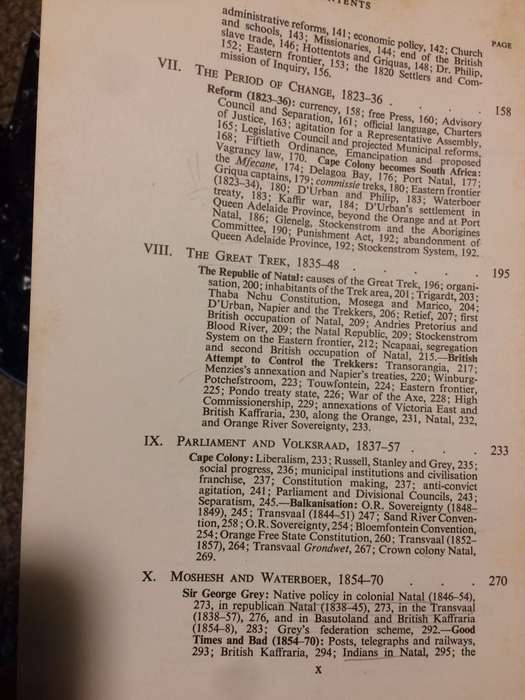 NTENTS
PAGE
administrative reforms, 141; economic policy, 142; Church
and schools, 143; Missionaries, 144; end of the British
slave trade, 146; Hottentots and Griquas, 148; Dr. Philip,
152; Eastern frontier, 153; the 1820 Settlers and Com-
mission of Inquiry, 156.
VII. THE PERIOD OF CHANGE, 1823–36 . . . . 158
Reform (1823–36): currency, 158; free Press, 160; Advisory
Council and Separation, 161; official language, Charters
of Justice, 163; agitation for a Representative Assembly,
165; Legislative Council and projected Municipal reforms,
168; Fiftieth Ordinance, Emancipation and proposed
Vagrancy law, 170. Cape Colony becomes South Africa:
the Mfecane, 174; Delagoa Bay, 176; Port Natal, 177;
Griqua captains, 179; commissie treks, 180; Eastern frontier
(1823–34), 180; D'Urban and Philip, 183; Waterboer
treaty, 183; Kaffir war, 184; D'Urban's settlement in
Queen Adelaide Province, beyond the Orange and at Port
Natal, 186; Glenelg, Stockenstrom and the Aborigines
Committee, 190; Punishment Act, 192; abandonment of
Queen Adelaide Province, 192; Stockenstrom System, 192.
VIII. THE GREAT TREK, 1835–48 . . . . 195
The Republic of Natal: causes of the Great Trek, 196; organi-
sation, 200; inhabitants of the Trek area, 201; Trigardt, 203;
Thaba Nchu Constitution, Mosega and Marico, 204;
D'Urban, Napier and the Trekkers, 206; Retief, 207; first
British occupation of Natal, 209; Andries Pretorius and
Blood River, 209; the Natal Republic, 209; Stockenstrom
System on the Eastern frontier, 212; Ncapaai, segregation
and second British occupation of Natal, 215.—British
Attempt to Control the Trekkers: Transorangia, 217;
Menzies's annexation and Napier's treaties, 220; Winburg-
Potchefstroom, 223; Touwfontein, 224; Eastern frontier,
225; Pondo treaty state, 226; War of the Axe, 228; High
Commissionership, 229; annexations of Victoria East and
British Kaffraria, 230, along the Orange, 231, Natal, 232,
and Orange River Sovereignty, 233.
IX. PARLIAMENT AND VOLKSRAAD, 1837–57 . . . 233
Cape Colony: Liberalism, 233; Russell, Stanley and Grey, 235;
social progress, 236; municipal institutions and civilisation
franchise, 237; Constitution making, 237; anti-convict
agitation, 241; Parliament and Divisional Councils, 243;
Separatism, 245.—Balkanisation: O.R. Sovereignty (1848–
1849), 245; Transvaal (1844–51) 247; Sand River Conven-
tion, 258; O.R. Sovereignty, 254; Bloemfontein Convention,
254; Orange Free State Constitution, 260; Transvaal (1852–
1857), 264; Transvaal Grondwet, 267; Crown colony Natal,
269.
X. MOSHESH AND WATERBOER, 1854–70 . . . 270
Sir George Grey: Native policy in colonial Natal (1846–54),
273, in republican Natal (1838–45), 273, in the Transvaal
(1838–57), 276, and in Basutoland and British Kaffraria
(1854–8), 283; Grey's federation scheme, 292.—Good
Times and Bad (1854–70): Posts, telegraphs and railways,
293; British Kaffraria, 294; Indians in Natal, 295; the
X